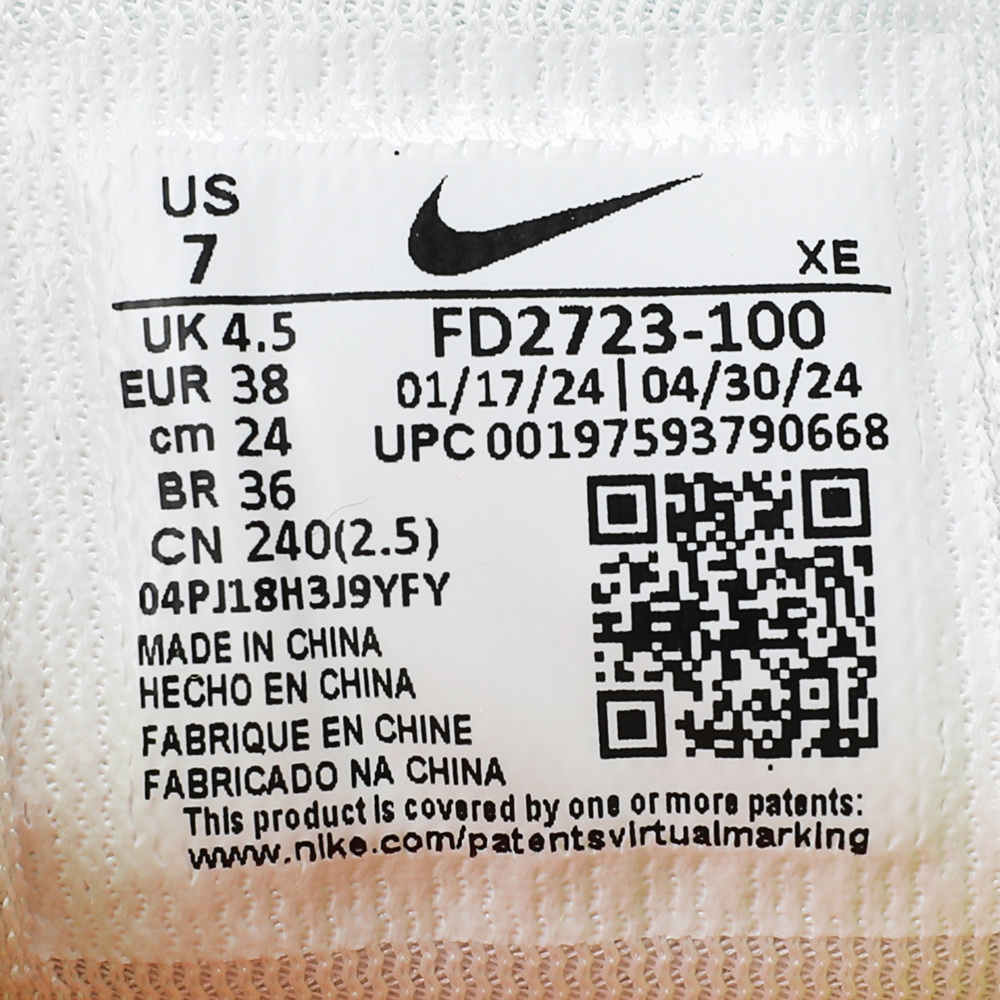 US
7
XE
UK 4.5
FD2723-100
EUR 38
01/17/24 | 04/30/24
cm 24
UPC 00197593790668
BR 36
CN 240(2.5)
04PJ18H3J9YFY
MADE IN CHINA
HECHO EN CHINA
FABRIQUE EN CHINE
FABRICADO NA CHINA
This product is covered by one or more patents:
www.nike.com/patentsvirtualmarking